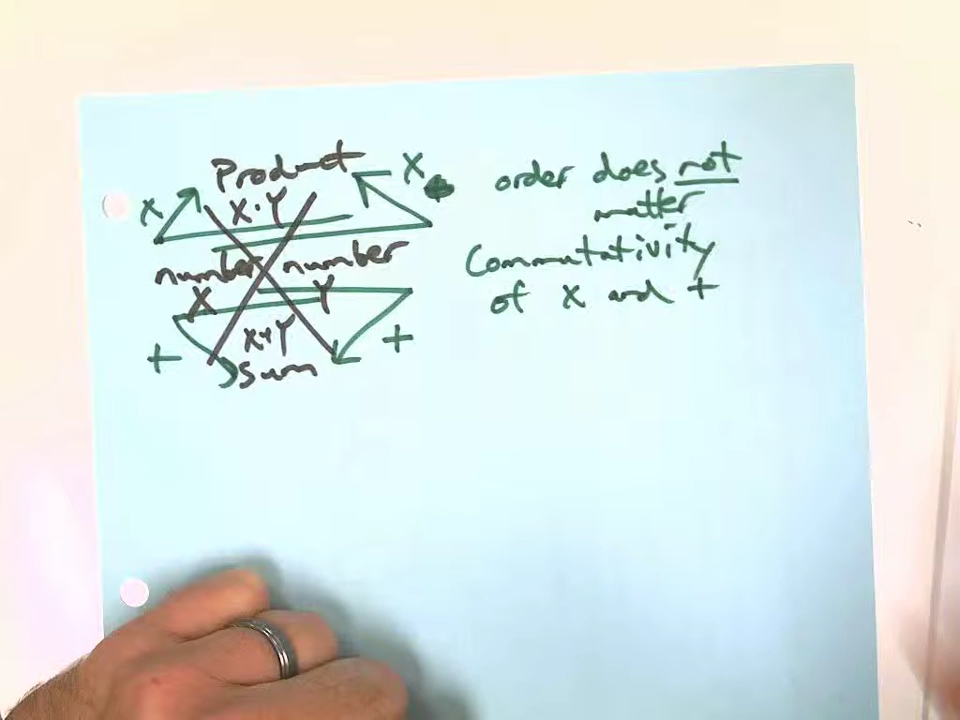 Product
X X
X·Y
number number
X Y
X+Y
+ +
Sum
order does not
matter
Commutativity
of X and +